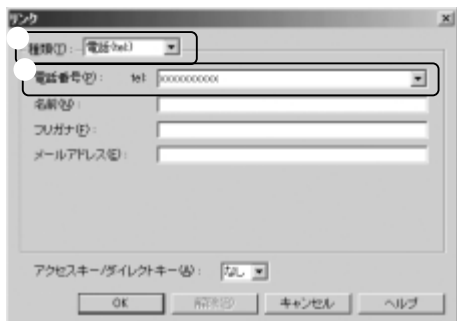 リンク
種類(T): 電話(tel)
電話番号(P): tel: xxxxxxxxxx
名前(N):
フリガナ(F):
メールアドレス(E):
アクセスキー/ダイレクトキー(A): なし
OK 解除(R) キャンセル ヘルプ